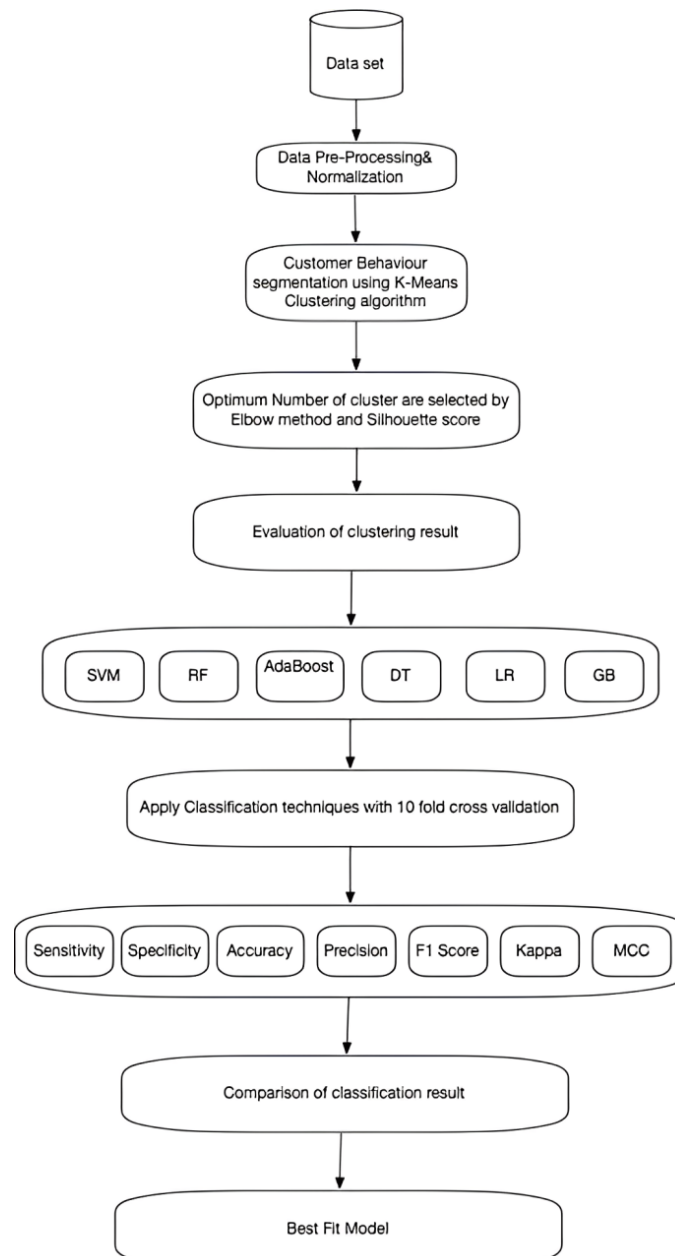 Data set
Data Pre-Processing&
Normalization
Customer Behaviour
segmentation using K-Means
Clustering algorithm
Optimum Number of cluster are selected by
Elbow method and Silhouette score
Evaluation of clustering result
SVM RF AdaBoost DT LR GB
Apply Classification techniques with 10 fold cross valldation
Sensitivity Specificity Accuracy Precision F1 Score Kappa MCC
Comparison of classification result
Best Fit Model